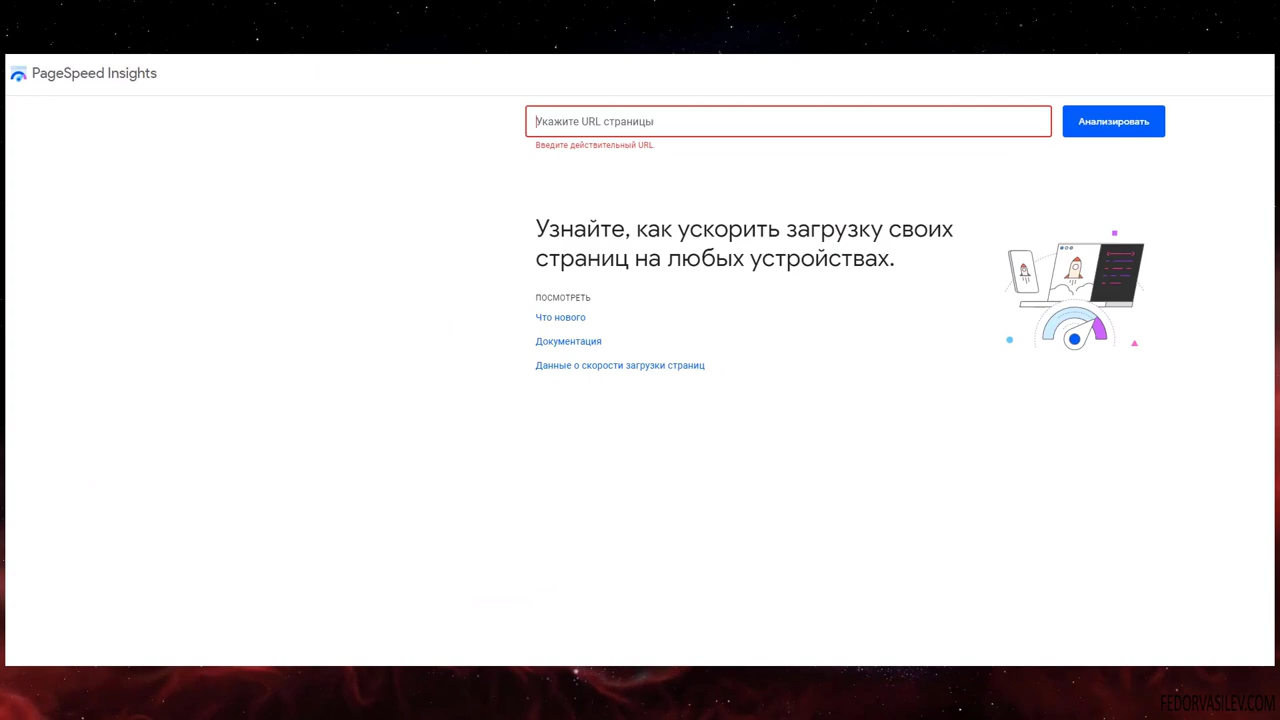 PageSpeed Insights
Укажите URL страницы
Анализировать
Введите действительный URL.
Узнайте, как ускорить загрузку своих
страниц на любых устройствах.
ПОСМОТРЕТЬ
Что нового
Документация
Данные о скорости загрузки страниц
FEDORVASILEV.COM